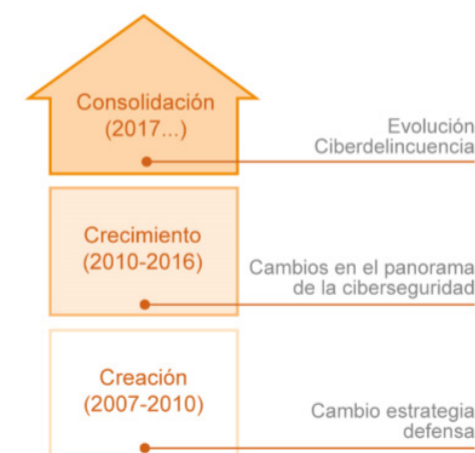 Consolidación
(2017...)
Evolución
Ciberdelincuencia
Crecimiento
(2010-2016)
Cambios en el panorama
de la ciberseguridad
Creación
(2007-2010)
Cambio estrategia
defensa